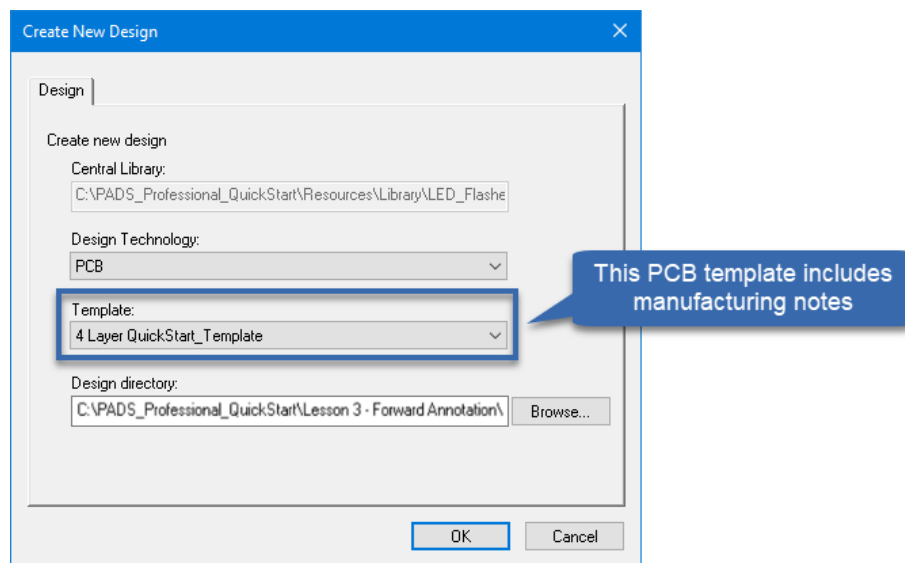 Create New Design
Design
Create new design
Central Library:
C:\PADS_Professional_QuickStart\Resources\Library\LED_Flashe
Design Technology:
PCB
Template:
4 Layer QuickStart_Template
Design directory:
C:\PADS_Professional_QuickStart\Lesson 3 - Forward Annotation\
Browse...
This PCB template includes
manufacturing notes
OK
Cancel